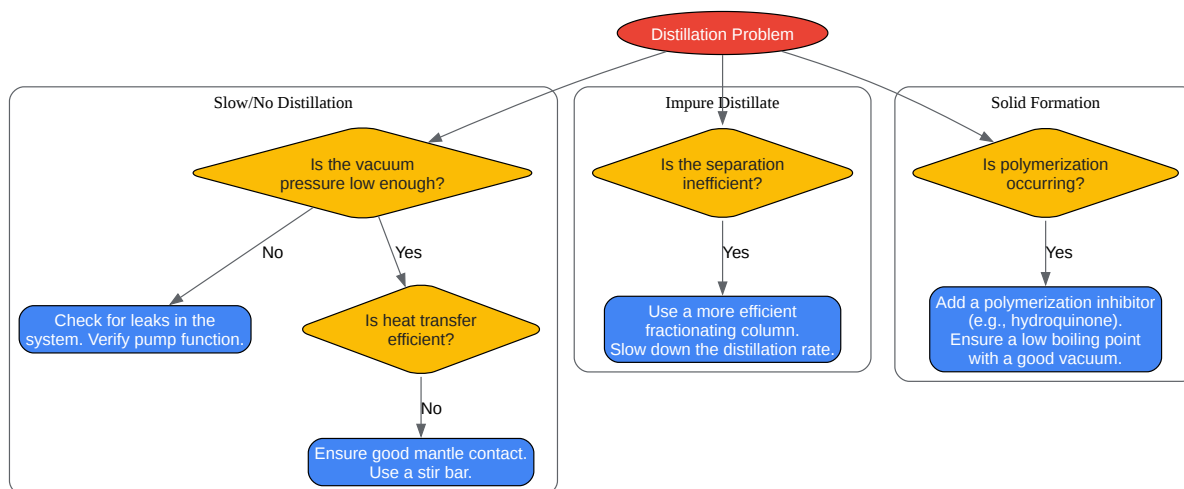 Distillation Problem
Slow/No Distillation
Impure Distillate
Solid Formation
Is the vacuum
pressure low enough?
Is the separation
inefficient?
Is polymerization
occurring?
No
Yes
Yes
Yes
Check for leaks in the
system. Verify pump function.
Is heat transfer
efficient?
Use a more efficient
fractionating column.
Slow down the distillation rate.
Add a polymerization inhibitor
(e.g., hydroquinone).
Ensure a low boiling point
with a good vacuum.
No
Ensure good mantle contact.
Use a stir bar.